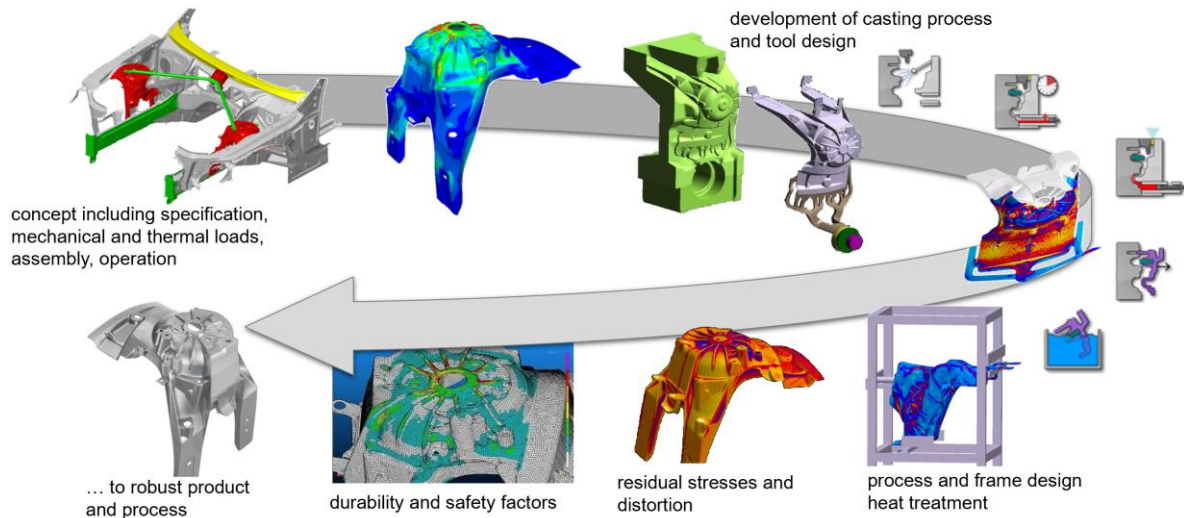 development of casting process
and tool design
concept including specification,
mechanical and thermal loads,
assembly, operation
… to robust product
and process
durability and safety factors
residual stresses and
distortion
process and frame design
heat treatment